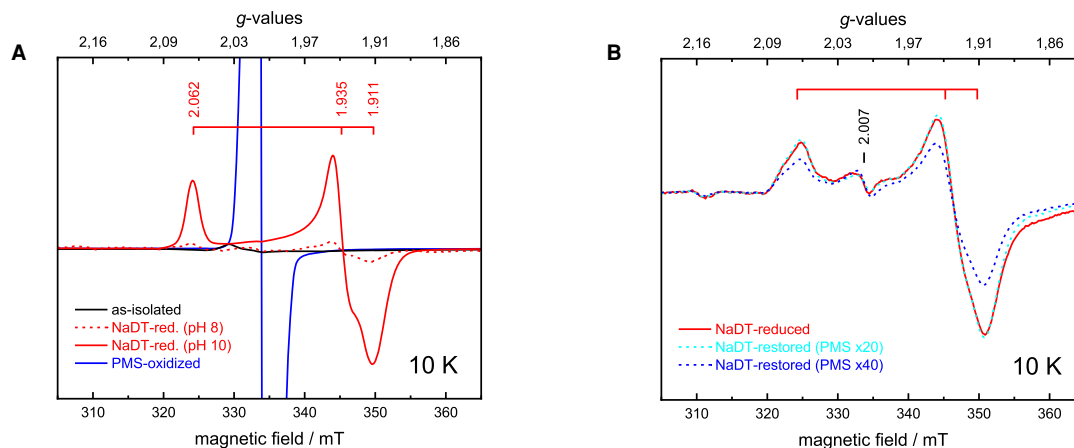 A
g-values
2,16 2,09 2,03 1,97 1,91 1,86
2.062
1.935
1.911
as-isolated
NaDT-red. (pH 8)
NaDT-red. (pH 10)
PMS-oxidized
10 K
310 320 330 340 350 360
magnetic field / mT
B
g-values
2,16 2,09 2,03 1,97 1,91 1,86
2.007
NaDT-reduced
NaDT-restored (PMS x20)
NaDT-restored (PMS x40)
10 K
310 320 330 340 350 360
magnetic field / mT